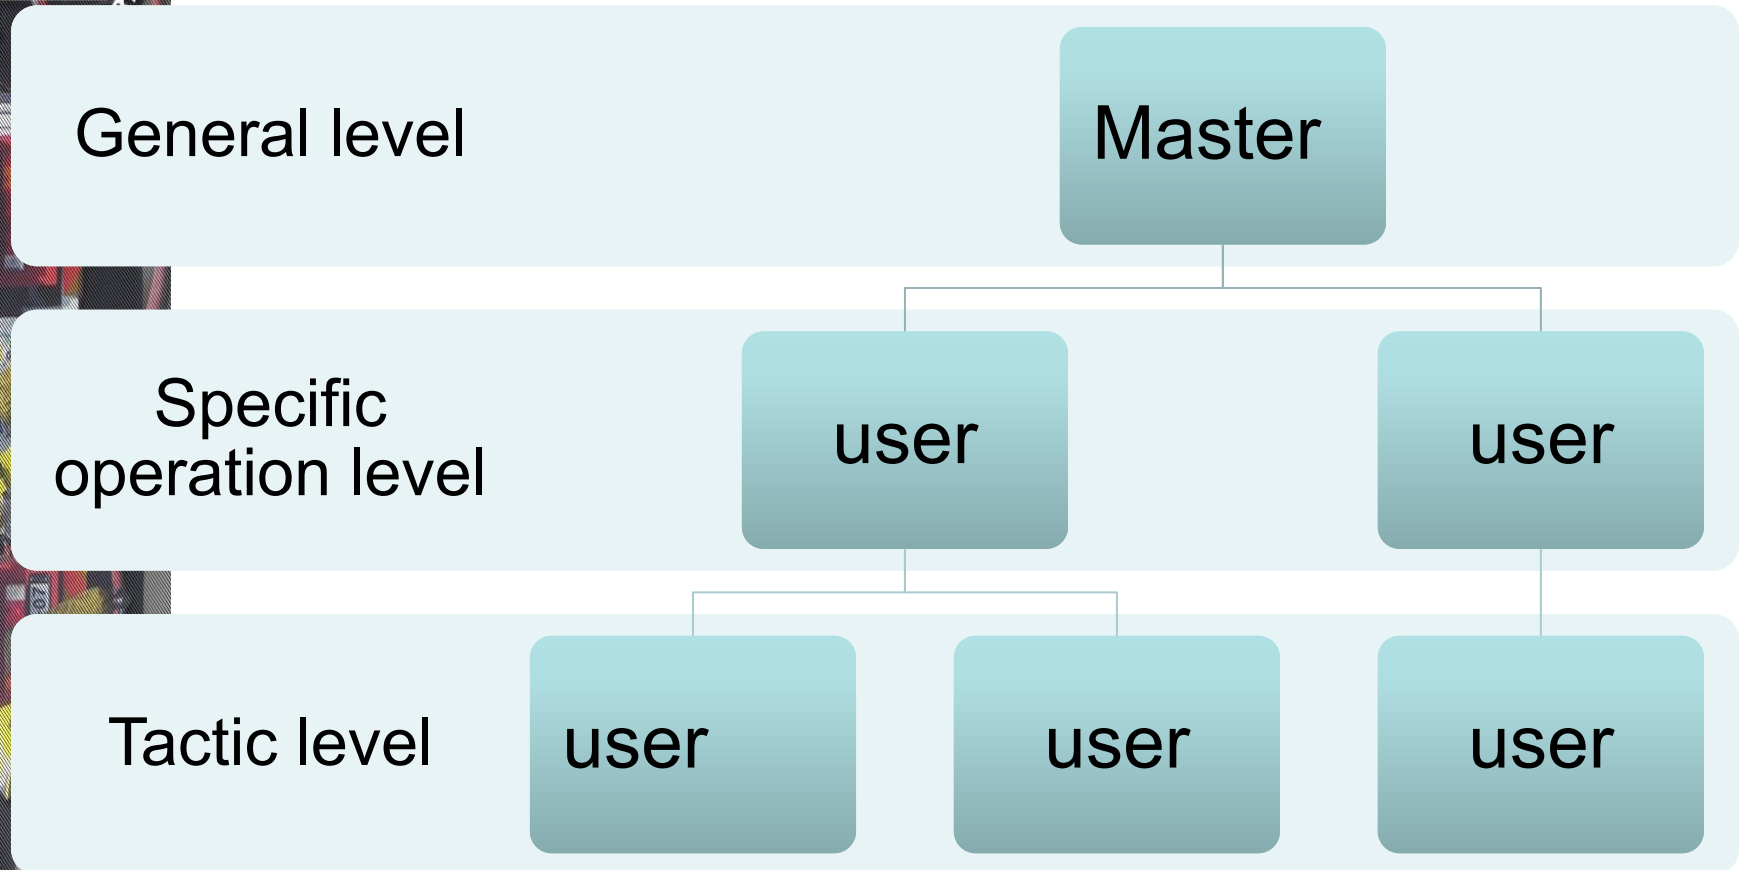 General level
Master
Specific
operation level
user
user
Tactic level
user
user
user